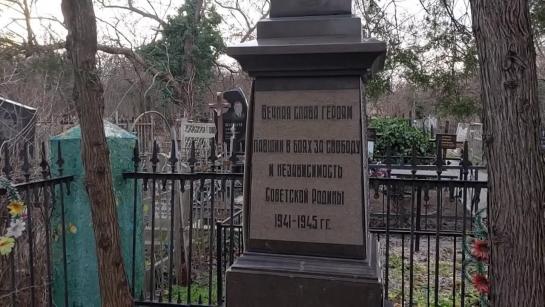 Вечная слава героям
павшим в боях за свободу
и независимость
Советской Родины
1941-1945 гг.